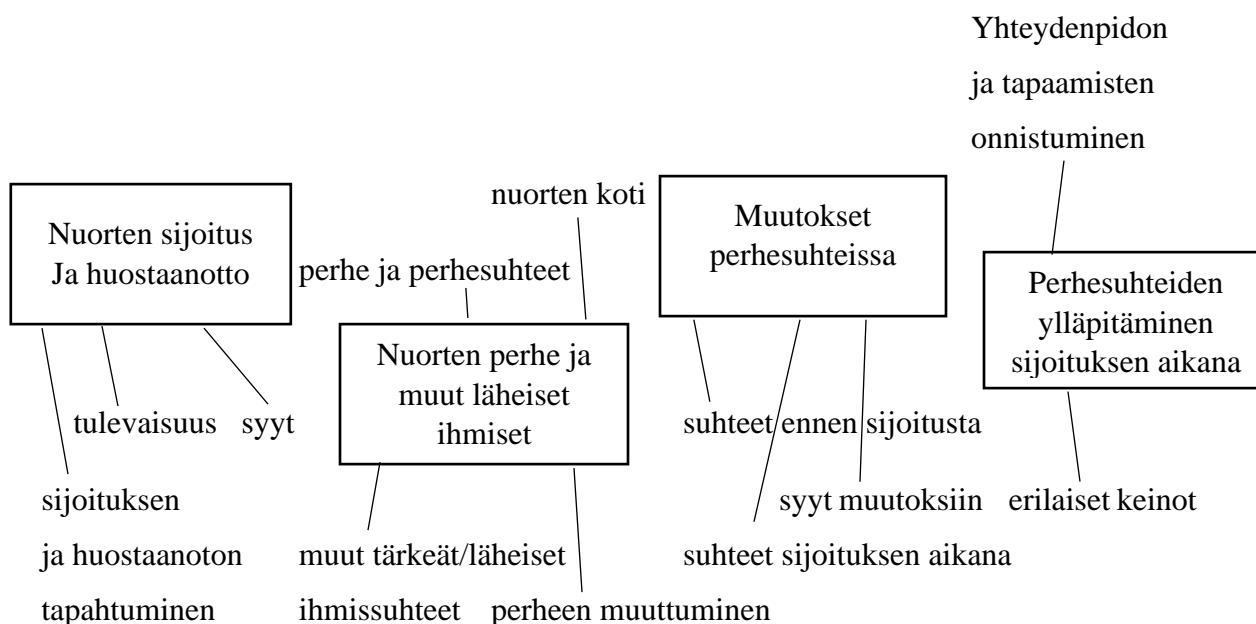 Yhteydenpidon
ja tapaamisten
onnistuminen
nuorten koti
Nuorten sijoitus
Ja huostaanotto
perhe ja perhesuhteet
Muutokset
perhesuhteissa
Perhesuhteiden
ylläpitäminen
sijoituksen aikana
Nuorten perhe ja
muut läheiset
ihmiset
tulevaisuus
syyt
suhteet ennen sijoitusta
sijoituksen
ja huostaanoton
tapahtuminen
muut tärkeät/läheiset
ihmissuhteet
perheen muuttuminen
syyt muutoksiin
suhteet sijoituksen aikana
erilaiset keinot